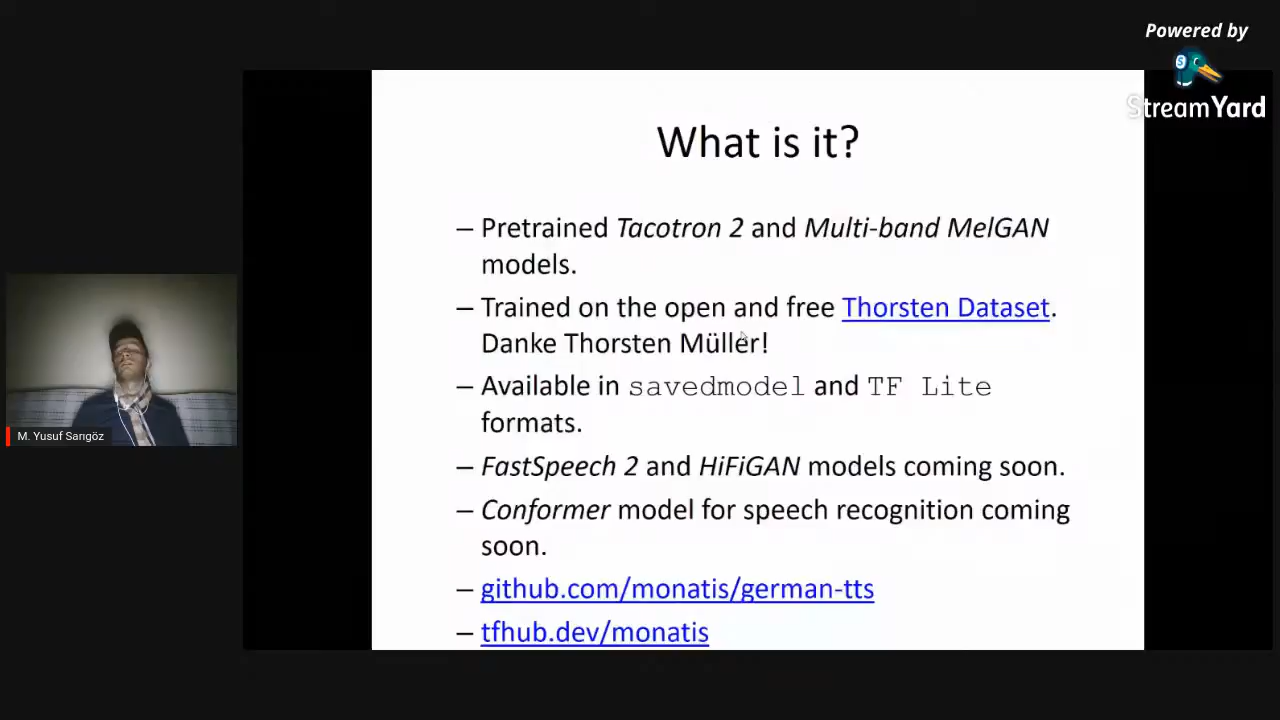 Powered by
StreamYard
What is it?
– Pretrained Tacotron 2 and Multi-band MelGAN
models.
– Trained on the open and free Thorsten Dataset.
Danke Thorsten Müller!
– Available in savedmodel and TF Lite
formats.
– FastSpeech 2 and HiFiGAN models coming soon.
– Conformer model for speech recognition coming
soon.
– github.com/monatis/german-tts
– tfhub.dev/monatis
M. Yusuf Sarıgöz